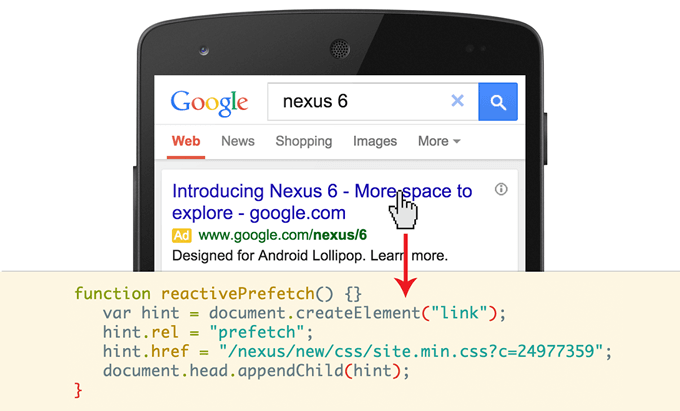 Google nexus 6
Web News Shopping Images More
Introducing Nexus 6 - More space to
explore - google.com
Ad www.google.com/nexus/6
Designed for Android Lollipop. Learn more.
function reactivePrefetch() {}
var hint = document.createElement("link");
hint.rel = "prefetch";
hint.href = "/nexus/new/css/site.min.css?c=24977359";
document.head.appendChild(hint);
}